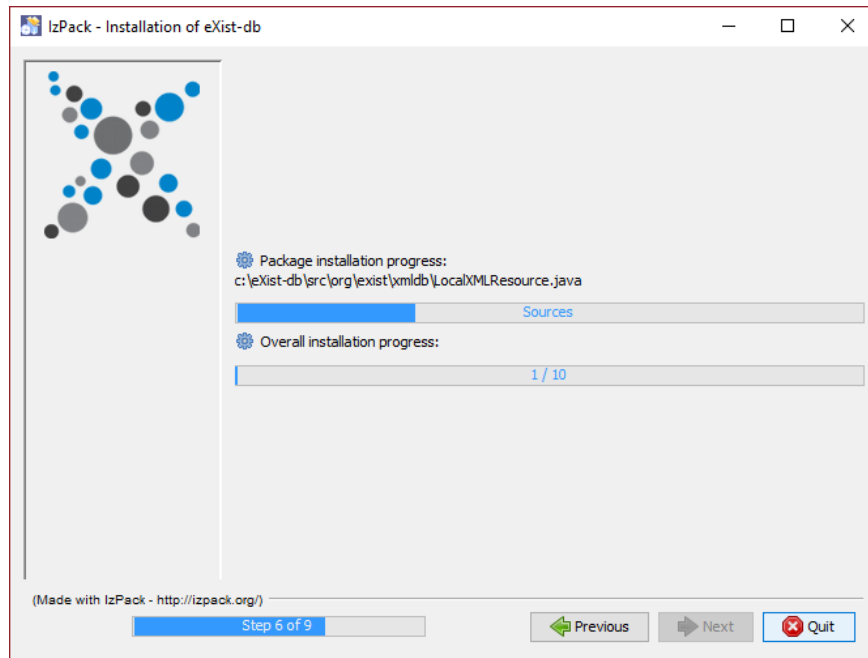 IzPack - Installation of eXist-db
Package installation progress:
c:\eXist-db\src\org\exist\xmldb\LocalXMLResource.java
Sources
Overall installation progress:
1 / 10
(Made with IzPack - http://izpack.org/)
Step 6 of 9
Previous
Next
Quit